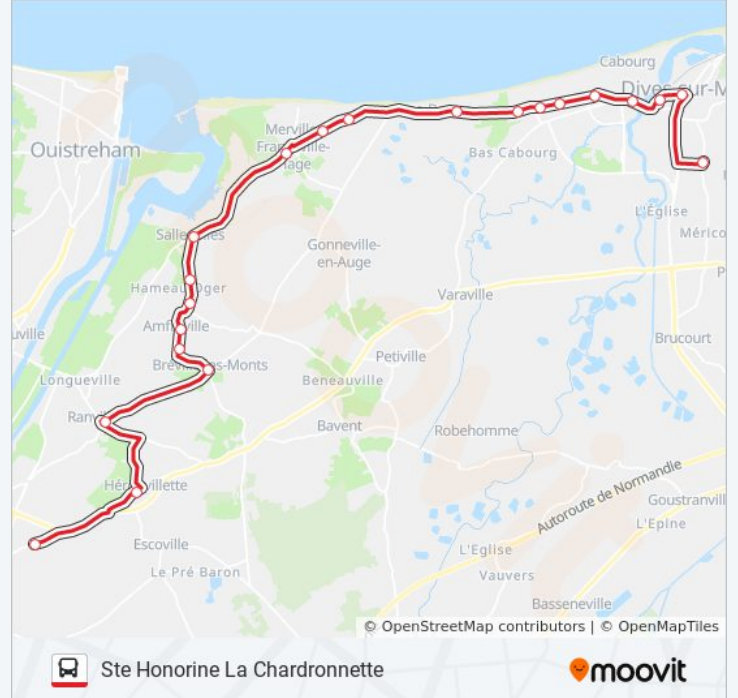 Cabourg
Dives-sur-M
Ouistreham
Merville-
Franceville-
Plage
Bas Cabourg
L'Église
Mérico
Sallenelles
Gonneville-
en-Auge
Hameau Oger
Varaville
Amfreville
uville
Brucourt
Petiville
Bréville-les-Monts
Longueville
Beneauville
Ranville
Bavent
Robehomme
Autoroute de Normandie
Hérouvillette
Goustranvill
L'Epine
Escoville
L'Eglise
Le Pré Baron
Vauvers
Basseneville
© OpenStreetMap contributors | © OpenMapTiles
Ste Honorine La Chardronnette
moovit